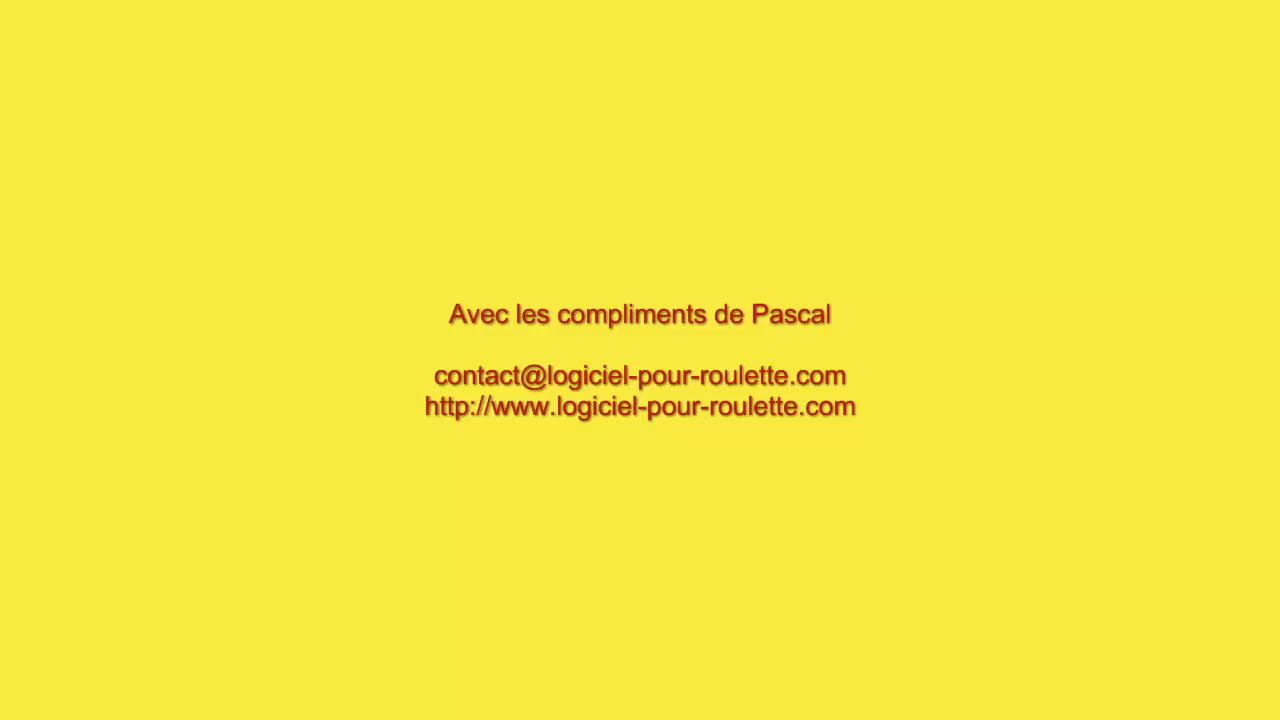 Avec les compliments de Pascal
contact@logiciel-pour-roulette.com
http://www.logiciel-pour-roulette.com